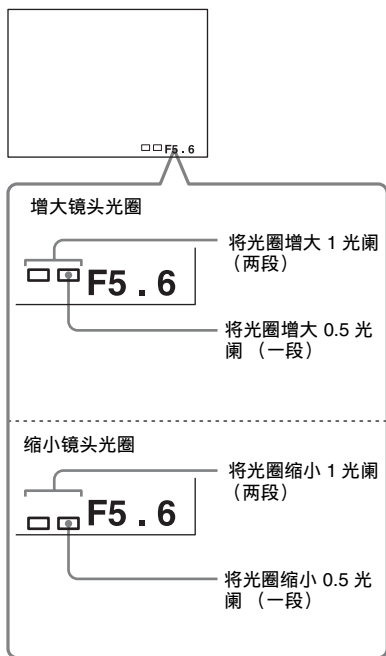 F5.6
增大镜头光圈
将光圈增大 1 光阑
（两段）
F5 . 6
将光圈增大 0.5 光
阑 （一段）
缩小镜头光圈
将光圈缩小 1 光阑
（两段）
F5 . 6
将光圈缩小 0.5 光
阑 （一段）